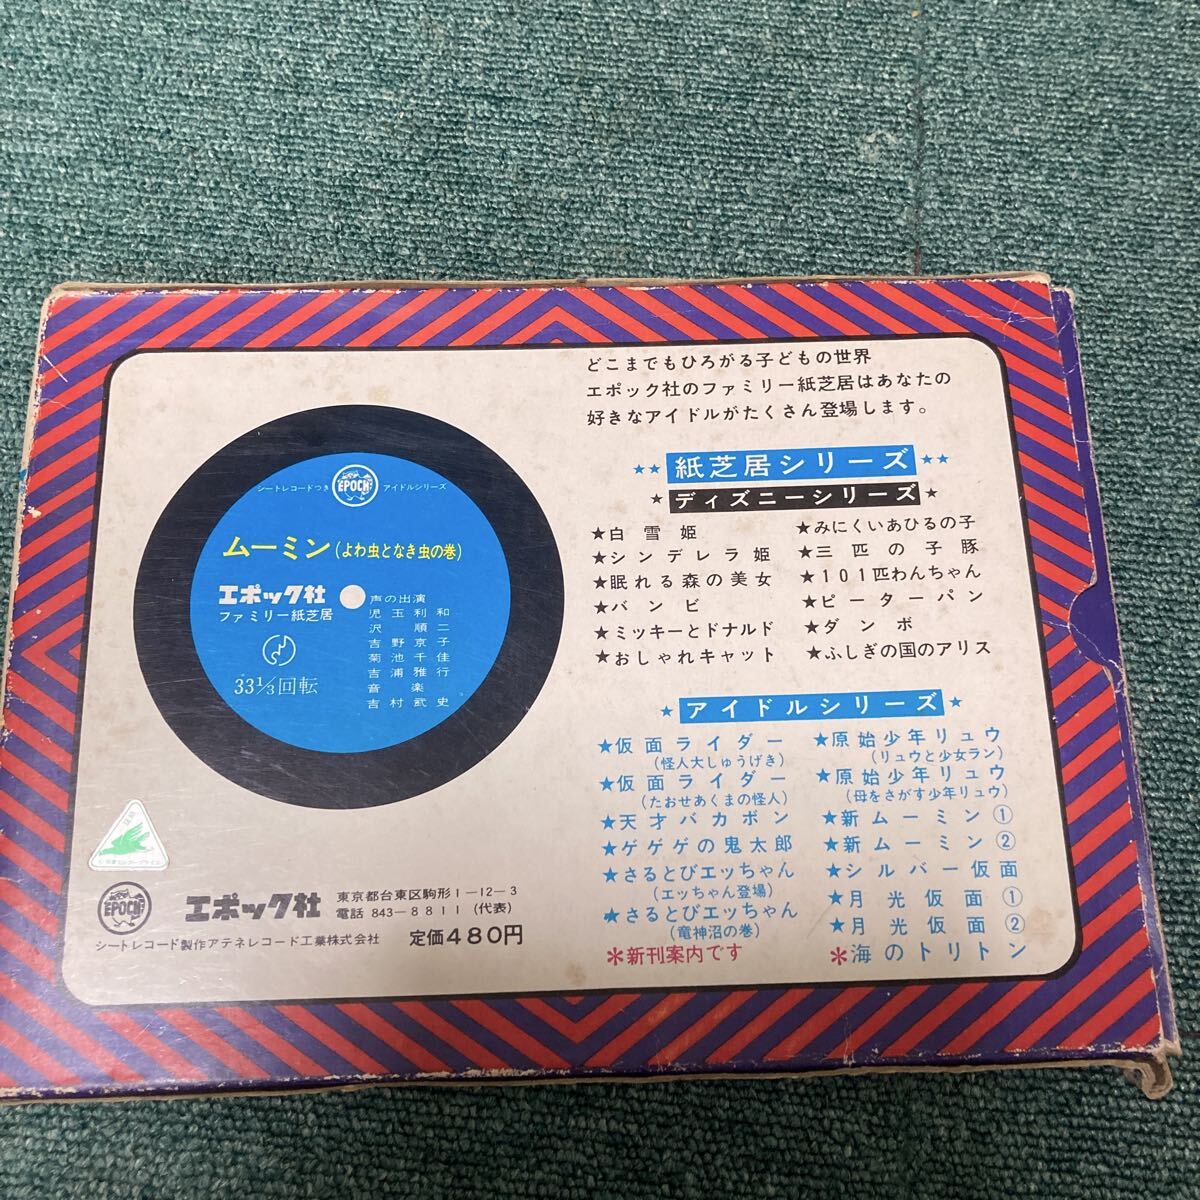 どこまでもひろがる子どもの世界
エポック社のファミリー紙芝居はあなたの
好きなアイドルがたくさん登場します。
★★紙芝居シリーズ★★
★ディズニーシリーズ★
★白雪姫
★シンデレラ姫
★眠れる森の美女
★バンビ
★ミッキーとドナルド
★おしゃれキャット
★みにくいあひるの子
★三匹の子豚
★101匹わんちゃん
★ピーターパン
★ダンボ
★ふしぎの国のアリス
★アイドルシリーズ★
★仮面ライダー
(怪人大しゅうげき)
★仮面ライダー
(たおせあくまの怪人)
★天才バカボン
★ゲゲゲの鬼太郎
★さるとびエッちゃん
(エッちゃん登場)
★さるとびエッちゃん
(竜神沼の巻)
*新刊案内です
★原始少年リュウ
(リュウと少女ラン)
★原始少年リュウ
(母をさがす少年リュウ)
★新ムーミン①
★新ムーミン②
★シルバー仮面
★月光仮面①
★月光仮面②
*海のトリトン
シートレコードつき EPOCH アイドルシリーズ
ムーミン(よわ虫となき虫の巻)
エポック社
ファミリー紙芝居
33⅓回転
声の出演
児玉利和
沢順二
吉野京子
菊池千佳
吉浦雅行
音楽
吉村武史
EPOCH エポック社
東京都台東区駒形1-12-3
電話 843-8811 (代表)
シートレコード製作アテネレコード工業株式会社 定価480円